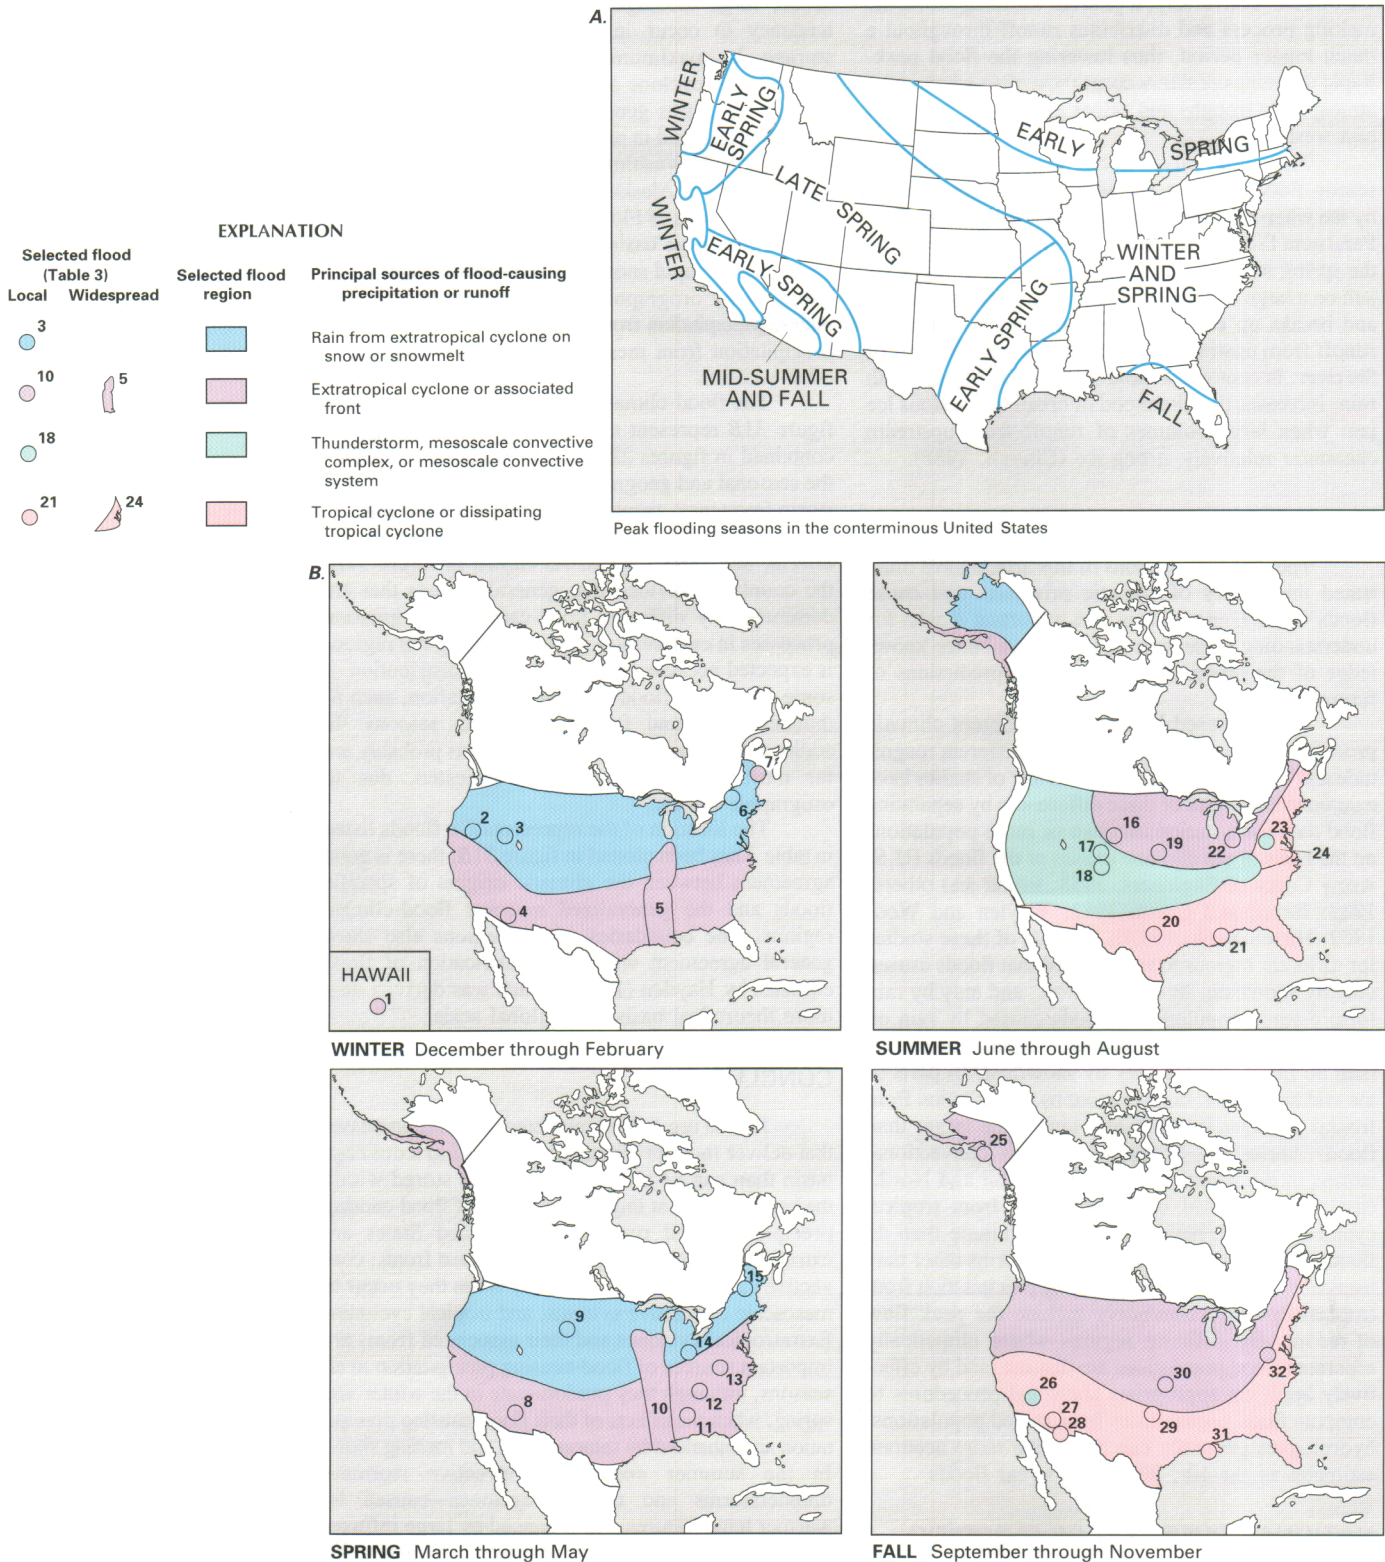 A.
WINTER
EARLY
SPRING
EARLY
SPRING
LATE SPRING
WINTER
EARLY SPRING
WINTER
AND
SPRING
EARLY SPRING
MID-SUMMER
AND FALL
FALL
Peak flooding seasons in the conterminous United States
EXPLANATION
Selected flood
(Table 3)
Local Widespread
Selected flood
region
Principal sources of flood-causing
precipitation or runoff
3
Rain from extratropical cyclone on
snow or snowmelt
10
5
Extratropical cyclone or associated
front
18
Thunderstorm, mesoscale convective
complex, or mesoscale convective
system
21
24
Tropical cyclone or dissipating
tropical cyclone
B.
7
6
2
3
4
5
HAWAII
1
WINTER December through February
16
17
18
19
22
23
24
20
21
SUMMER June through August
15
9
14
13
8
12
10
11
SPRING March through May
25
32
30
26
27
28
29
31
FALL September through November